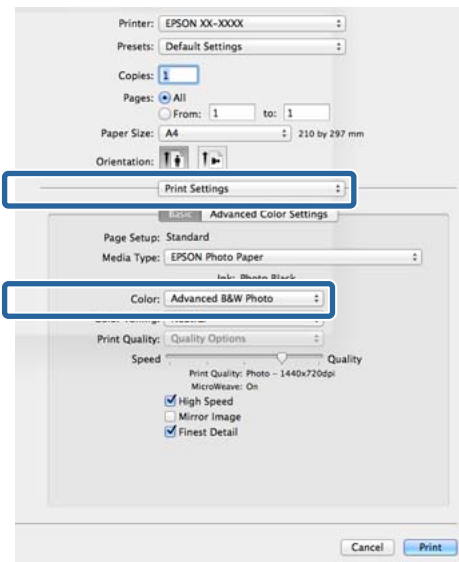 Printer: EPSON XX-XXXX
Presets: Default Settings
Copies: 1
Pages: All
From: 1 to: 1
Paper Size: A4 210 by 297 mm
Orientation:
Print Settings
Basic Advanced Color Settings
Page Setup: Standard
Media Type: EPSON Photo Paper
Ink: Photo Black
Color: Advanced B&W Photo
Color Toning: Neutral
Print Quality: Quality Options
Speed Quality
Print Quality: Photo - 1440x720dpi
MicroWeave: On
High Speed
Mirror Image
Finest Detail
Cancel Print